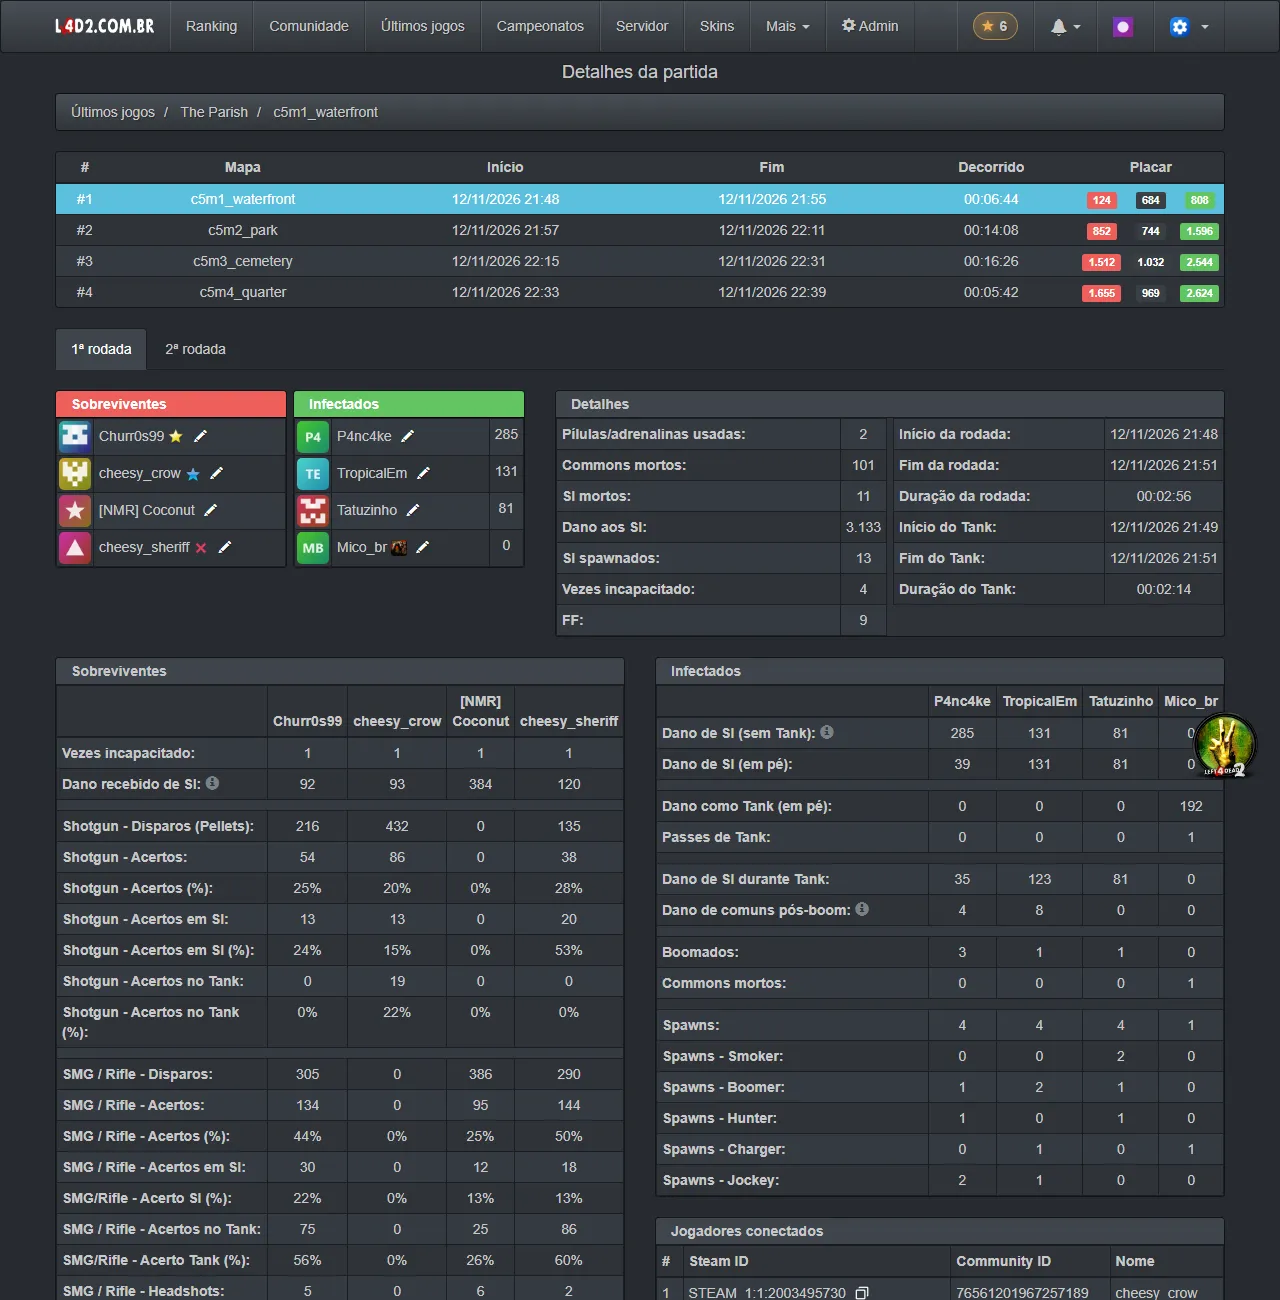 L4D2.COM.BR Ranking Comunidade Últimos jogos Campeonatos Servidor Skins Mais Admin 6
Detalhes da partida
Últimos jogos / The Parish / c5m1_waterfront
# Mapa Início Fim Decorrido Placar
#1 c5m1_waterfront 12/11/2026 21:48 12/11/2026 21:55 00:06:44 124 684 808
#2 c5m2_park 12/11/2026 21:57 12/11/2026 22:11 00:14:08 852 744 1.596
#3 c5m3_cemetery 12/11/2026 22:15 12/11/2026 22:31 00:16:26 1.512 1.032 2.544
#4 c5m4_quarter 12/11/2026 22:33 12/11/2026 22:39 00:05:42 1.655 969 2.624
1ª rodada 2ª rodada
Sobreviventes
Churr0s99
cheesy_crow
[NMR] Coconut
cheesy_sheriff
Infectados
P4 P4nc4ke 285
TE TropicalEm 131
Tatuzinho 81
MB Mico_br 0
Detalhes
Pílulas/adrenalinas usadas: 2
Commons mortos: 101
SI mortos: 11
Dano aos SI: 3.133
SI spawnados: 13
Vezes incapacitado: 4
FF: 9
Início da rodada: 12/11/2026 21:48
Fim da rodada: 12/11/2026 21:51
Duração da rodada: 00:02:56
Início do Tank: 12/11/2026 21:49
Fim do Tank: 12/11/2026 21:51
Duração do Tank: 00:02:14
Sobreviventes
Churr0s99 cheesy_crow [NMR] Coconut cheesy_sheriff
Vezes incapacitado: 1 1 1 1
Dano recebido de SI: 92 93 384 120
Shotgun - Disparos (Pellets): 216 432 0 135
Shotgun - Acertos: 54 86 0 38
Shotgun - Acertos (%): 25% 20% 0% 28%
Shotgun - Acertos em SI: 13 13 0 20
Shotgun - Acertos em SI (%): 24% 15% 0% 53%
Shotgun - Acertos no Tank: 0 19 0 0
Shotgun - Acertos no Tank (%): 0% 22% 0% 0%
SMG / Rifle - Disparos: 305 0 386 290
SMG / Rifle - Acertos: 134 0 95 144
SMG / Rifle - Acertos (%): 44% 0% 25% 50%
SMG / Rifle - Acertos em SI: 30 0 12 18
SMG/Rifle - Acerto SI (%): 22% 0% 13% 13%
SMG / Rifle - Acertos no Tank: 75 0 25 86
SMG/Rifle - Acerto Tank (%): 56% 0% 26% 60%
SMG / Rifle - Headshots: 5 0 6 2
Infectados
P4nc4ke TropicalEm Tatuzinho Mico_br
Dano de SI (sem Tank): 285 131 81 0
Dano de SI (em pé): 39 131 81 0
LEFT 4 DEAD 2
Dano como Tank (em pé): 0 0 0 192
Passes de Tank: 0 0 0 1
Dano de SI durante Tank: 35 123 81 0
Dano de comuns pós-boom: 4 8 0 0
Boomados: 3 1 1 0
Commons mortos: 0 0 0 1
Spawns: 4 4 4 1
Spawns - Smoker: 0 0 2 0
Spawns - Boomer: 1 2 1 0
Spawns - Hunter: 1 0 1 0
Spawns - Charger: 0 1 0 1
Spawns - Jockey: 2 1 0 0
Jogadores conectados
# Steam ID Community ID Nome
1 STEAM_1:1:2003495730 76561201967257189 cheesy_crow